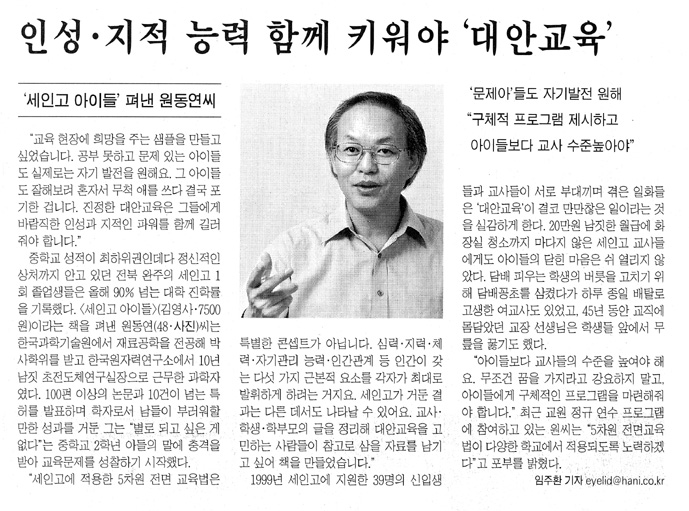 인성·지적 능력 함께 키워야 ‘대안교육’
‘세인고 아이들’ 펴낸 원동연씨
“교육 현장에 희망을 주는 샘플을 만들고
싶었습니다. 공부 못하고 문제 있는 아이들
도 실제로는 자기 발전을 원해요. 그 아이들
도 잘해보려 혼자서 무척 애를 쓰다 결국 포
기한 겁니다. 진정한 대안교육은 그들에게
바람직한 인성과 지적인 파워를 함께 길러
줘야 합니다.”
중학교 성적이 최하위권인데다 정신적인
상처까지 안고 있던 전북 완주의 세인고 1
회 졸업생들은 올해 90% 넘는 대학 진학률
을 기록했다. 〈세인고 아이들〉(김영사·7500
원)이라는 책을 펴낸 원동연(48·사진)씨는
한국과학기술원에서 재료공학을 전공해 박
사학위를 받고 한국원자력연구소에서 10년
남짓 초전도체연구실장으로 근무한 과학자
였다. 100편 이상의 논문과 10건이 넘는 특
허를 발표하며 학자로서 남들이 부러워할
만한 성과를 거둔 그는 “별로 되고 싶은 게
없다”는 중학교 2학년 아들의 말에 충격을
받아 교육문제를 성찰하기 시작했다.
“세인고에 적용한 5차원 전면 교육법은
특별한 콘셉트가 아닙니다. 심력·지력·체
력·자기관리 능력·인간관계 등 인간이 갖
는 다섯 가지 근본적 요소를 각자가 최대로
발휘하게 하려는 거지요. 세인고가 거둔 결
과는 다른 데서도 나타날 수 있어요. 교사·
학생·학부모의 글을 정리해 대안교육을 고
민하는 사람들이 참고로 삼을 자료를 남기
고 싶어 책을 만들었습니다.”
1999년 세인고에 지원한 39명의 신입생
‘문제아’들도 자기발전 원해
“구체적 프로그램 제시하고
아이들보다 교사 수준높아야”
들과 교사들이 서로 부대끼며 겪은 일화들
은 ‘대안교육’이 결코 만만찮은 일이라는 것
을 실감하게 한다. 20만원 남짓한 월급에 화
장실 청소까지 마다지 않은 세인고 교사들
에게도 아이들의 닫힌 마음은 쉬 열리지 않
았다. 담배 피우는 학생의 버릇을 고치기 위
해 담배꽁초를 삼켰다가 하루 종일 배탈로
고생한 여교사도 있었고, 45년 동안 교직에
몸담았던 교장 선생님은 학생들 앞에서 무
릎을 꿇기도 했다.
“아이들보다 교사들의 수준을 높여야 해
요. 무조건 꿈을 가지라고 강요하지 말고,
아이들에게 구체적인 프로그램을 마련해줘
야 합니다.” 최근 교원 정규 연수 프로그램
에 참여하고 있는 원씨는 “5차원 전면교육
법이 다양한 학교에서 적용되도록 노력하겠
다”고 포부를 밝혔다.
임주환 기자 eyelid@hani.co.kr